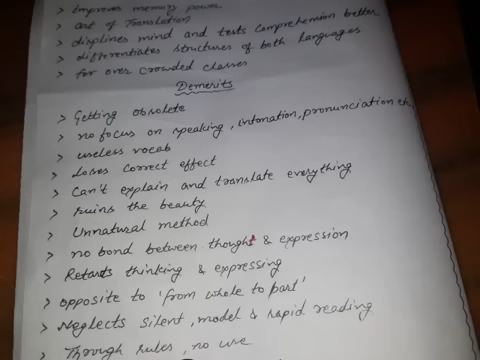 > Improves memory power
> art of Translation
> displines mind and tests comprehension better
> differentiates structures of both languages
> for over crowded classes
Demerits
> Getting obsolete
> no focus on speaking, intonation, pronunciation etc.
> useless vocab
> Loses correct effect
> Can't explain and translate everything
> Ruins the beauty
> Unnatural method
> no bond between thought & expression
> Retards thinking & expressing
> opposite to 'from whole to part'
> Neglects silent, model & rapid reading
> Through rules, no use